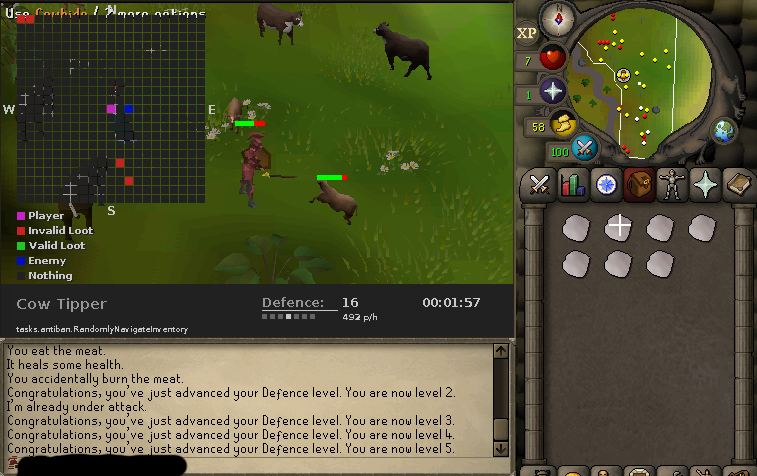 Use Cowhide / 2 more options
N
W
E
S
Player
Invalid Loot
Valid Loot
Enemy
Nothing
XP
7
1
58
100
Cow Tipper
Defence: 16
00:01:57
492 p/h
tasks.antiban.RandomlyNavigateInventory
You eat the meat.
It heals some health.
You accidentally burn the meat.
Congratulations, you've just advanced your Defence level. You are now level 2.
I'm already under attack.
Congratulations, you've just advanced your Defence level. You are now level 3.
Congratulations, you've just advanced your Defence level. You are now level 4.
Congratulations, you've just advanced your Defence level. You are now level 5.